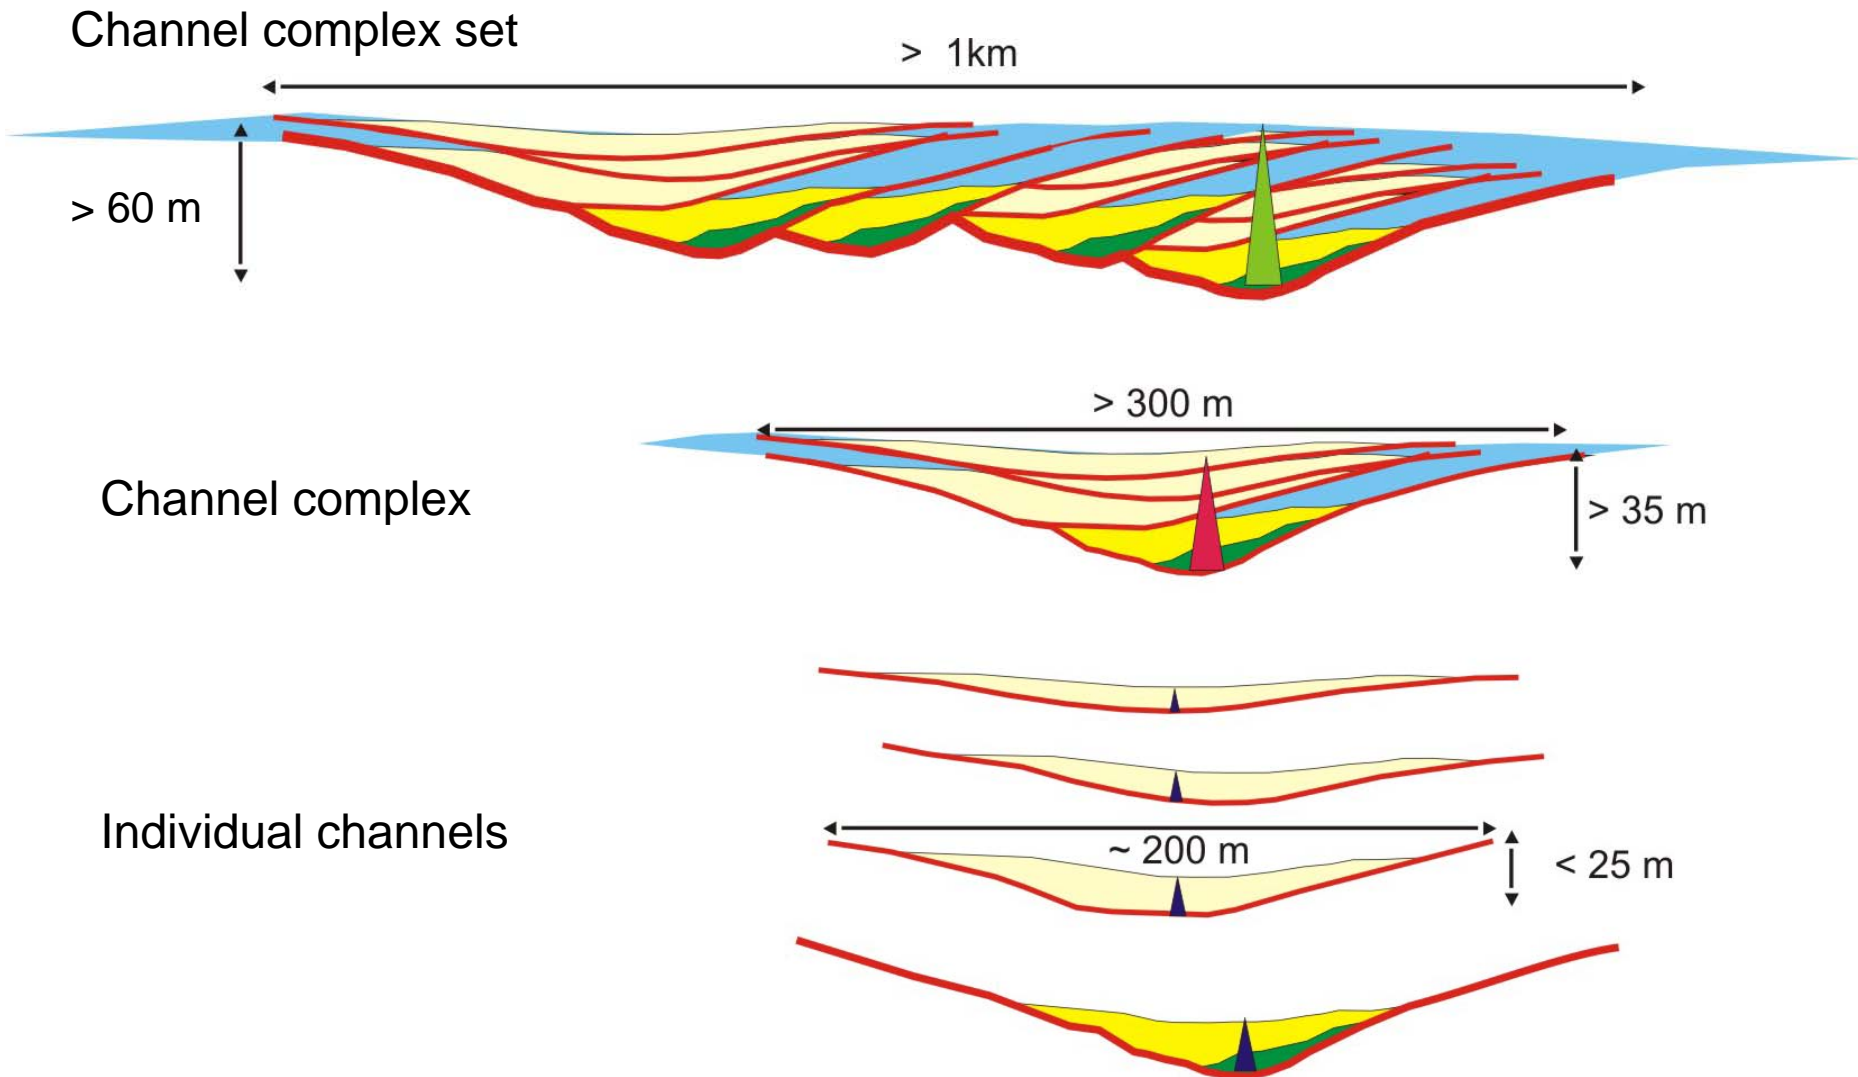 Channel complex set
> 1km
> 60 m
> 300 m
Channel complex
> 35 m
Individual channels
~ 200 m
< 25 m